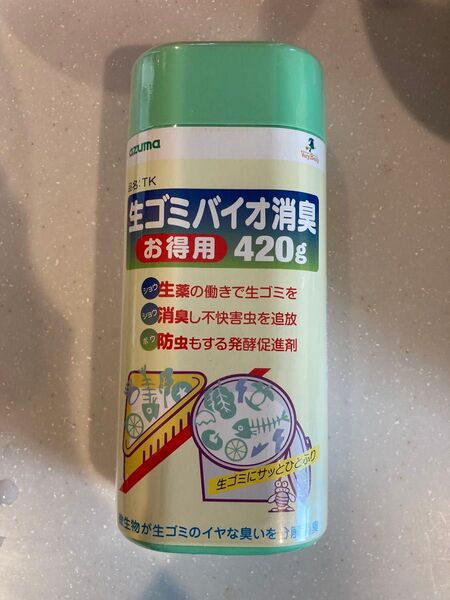 azuma
品名:TK
生ゴミバイオ消臭
お得用 420g
ショウ 生薬の働きで生ゴミを
ショウ 消臭し不快害虫を追放
ボウ 防虫もする発酵促進剤
生ゴミにサッとひとふり
生物が生ゴミのイヤな臭いを分解消臭